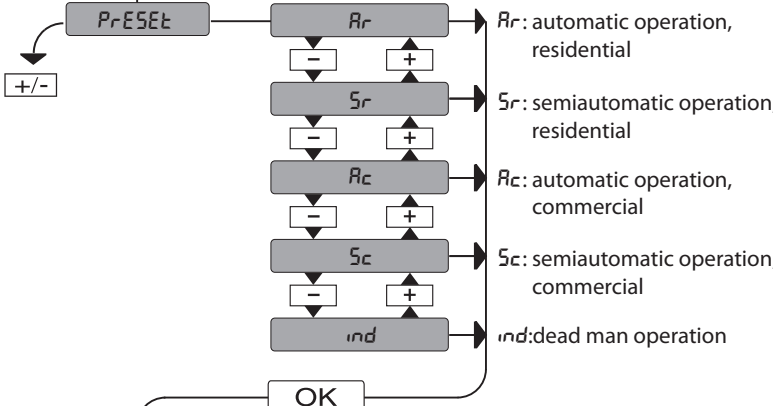 PrESEt
Ar
Ar: automatic operation,
residential
+/-
-
+
Sr
Sr: semiautomatic operation,
residential
-
+
Ac
Ac: automatic operation,
commercial
-
+
Sc
Sc: semiautomatic operation,
commercial
-
+
ind
ind:dead man operation
OK